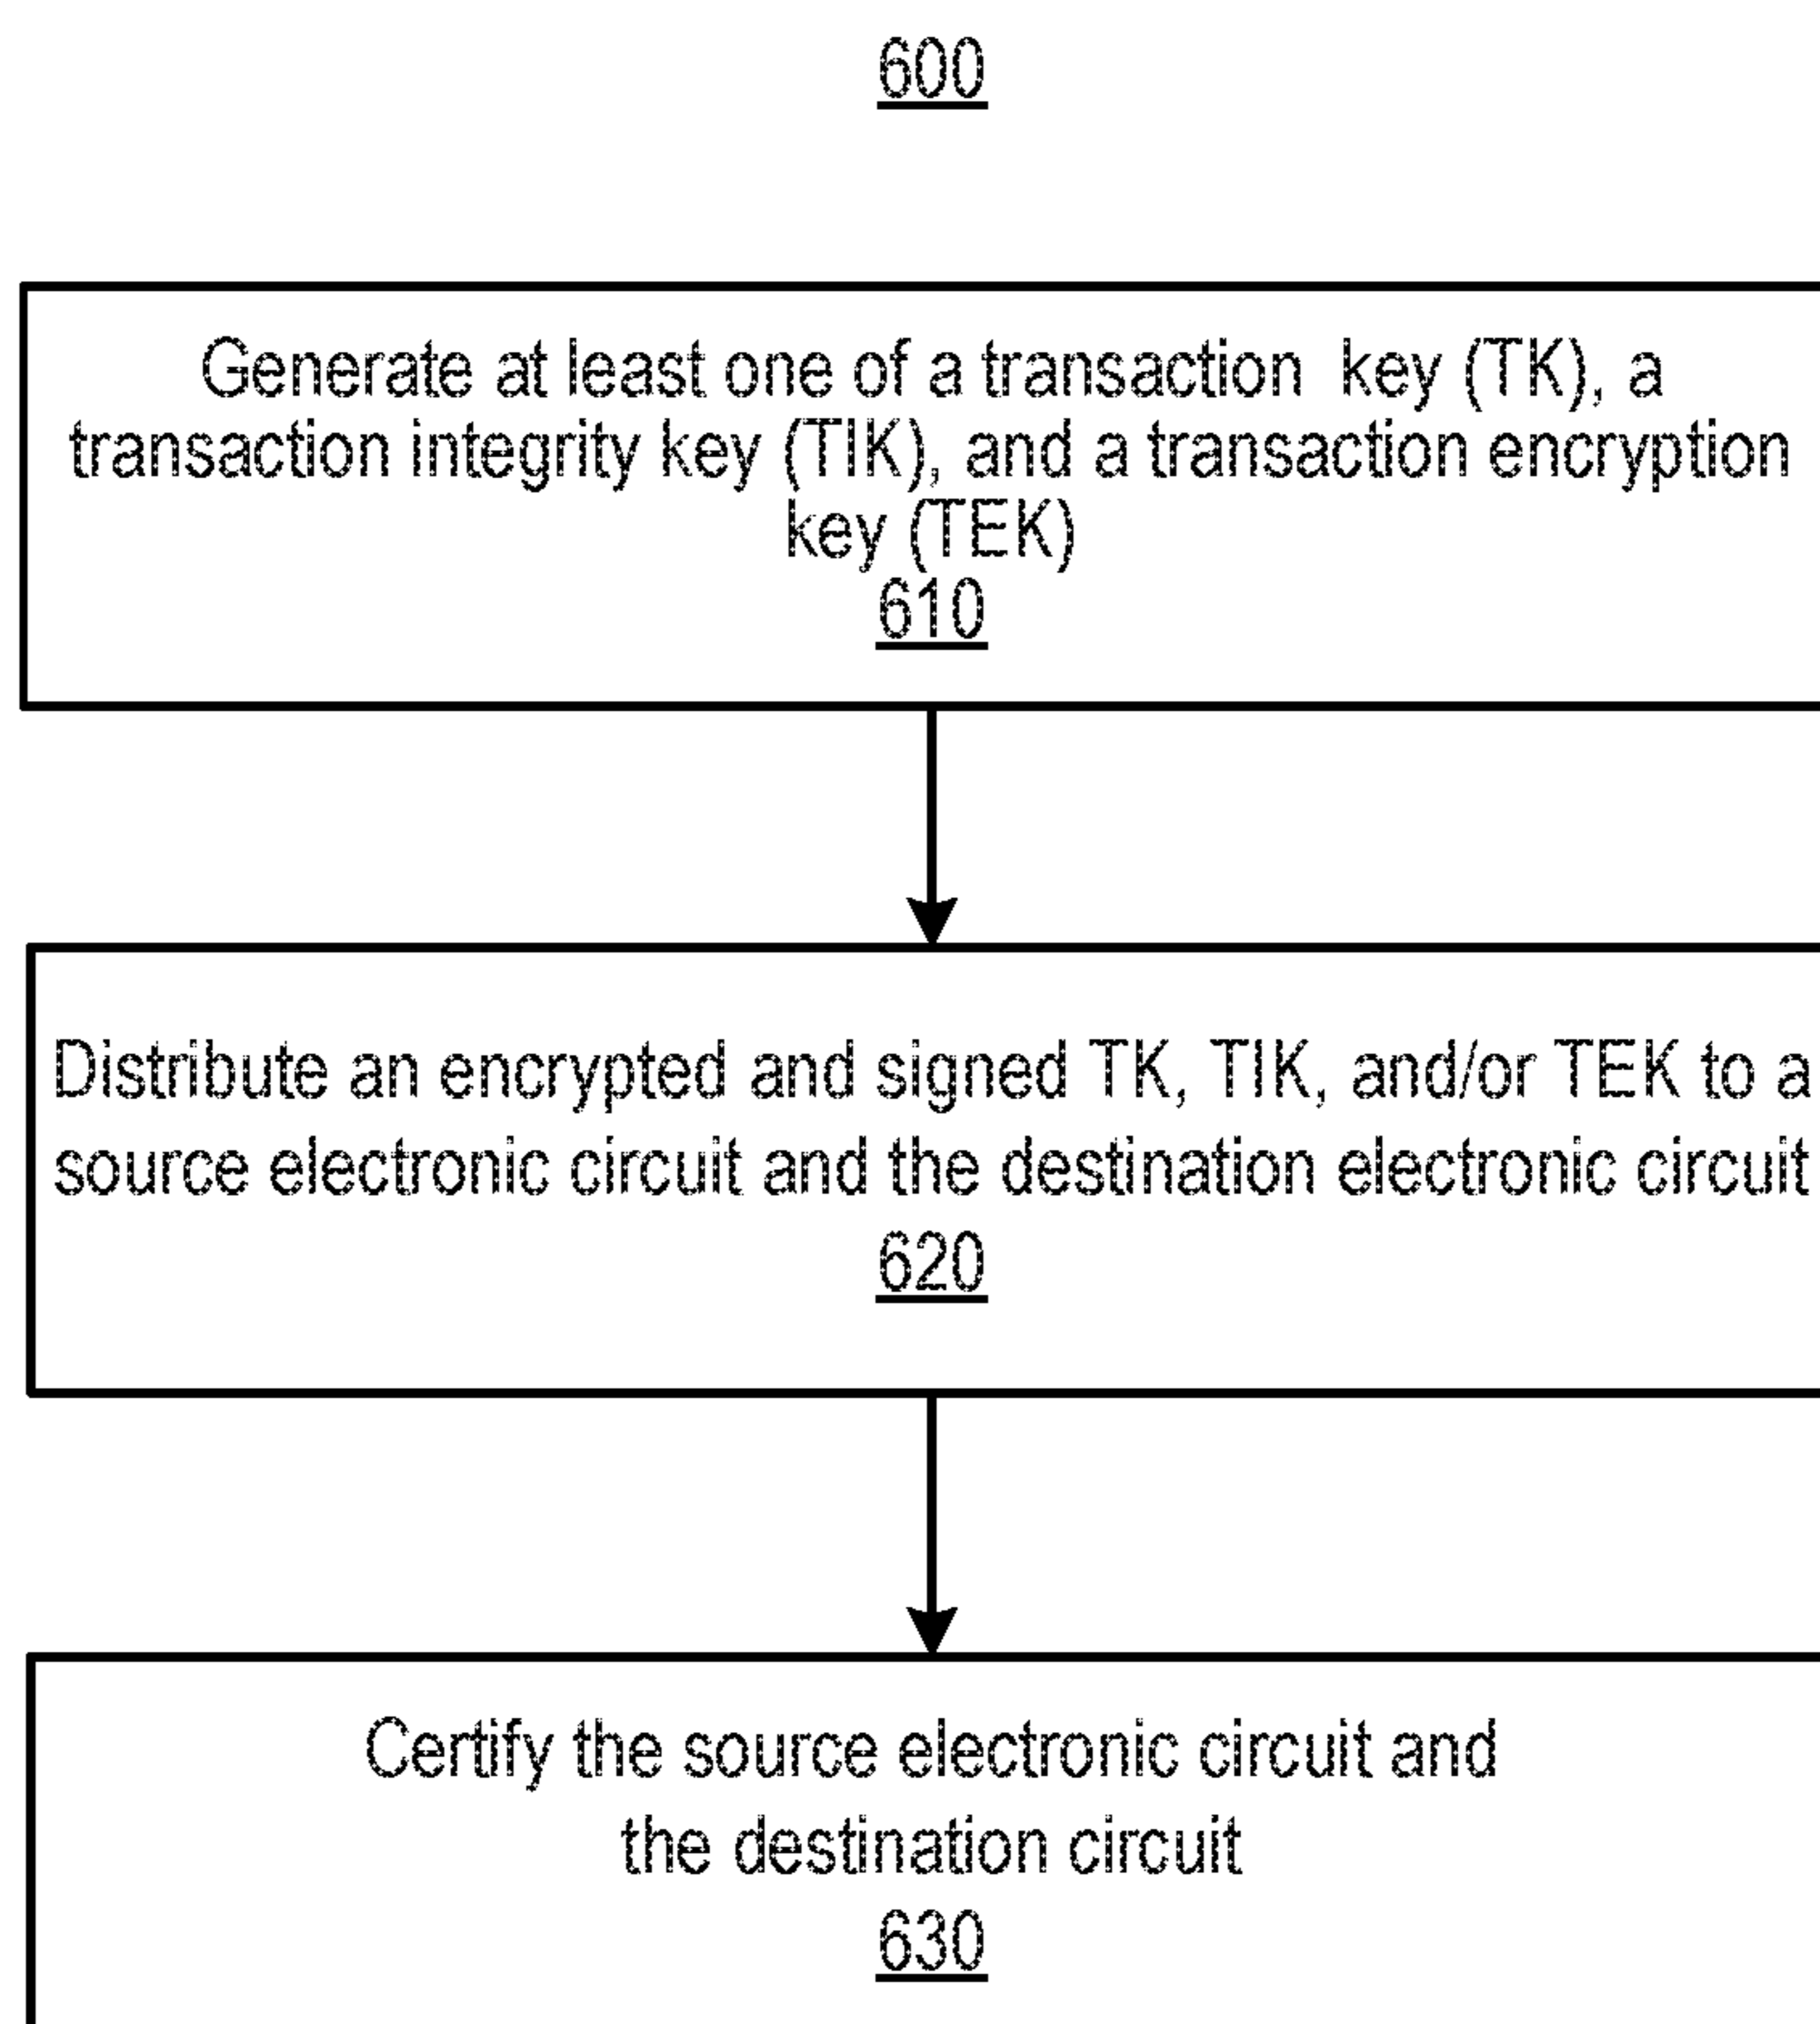 600
Generate at least one of a transaction key (TK), a
transaction integrity key (TIK), and a transaction encryption
key (TEK)
610
Distribute an encrypted and signed TK, TIK, and/or TEK to a
source electronic circuit and the destination electronic circuit
620
Certify the source electronic circuit and
the destination circuit
630